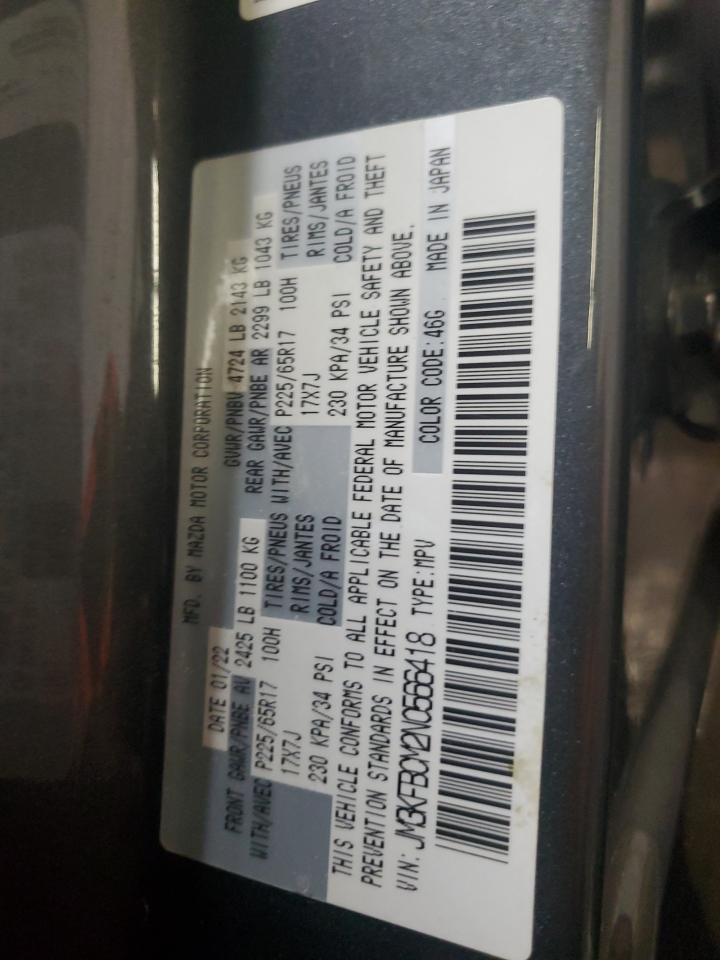 MFD. BY MAZDA MOTOR CORPORATION
DATE 01/22 GVWR/PNBV 4724 LB 2143 KG
FRONT GAWR/PNBE AV 2425 LB 1100 KG REAR GAWR/PNBE AR 2299 LB 1043 KG
WITH/AVEC P225/65R17 100H TIRES/PNEUS WITH/AVEC P225/65R17 100H TIRES/PNEUS
17X7J RIMS/JANTES 17X7J RIMS/JANTES
230 KPA/34 PSI COLD/A FROID 230 KPA/34 PSI COLD/A FROID
THIS VEHICLE CONFORMS TO ALL APPLICABLE FEDERAL MOTOR VEHICLE SAFETY AND THEFT
PREVENTION STANDARDS IN EFFECT ON THE DATE OF MANUFACTURE SHOWN ABOVE.
VIN: JM3KFBCM2N0566418 TYPE:MPV COLOR CODE:46G MADE IN JAPAN